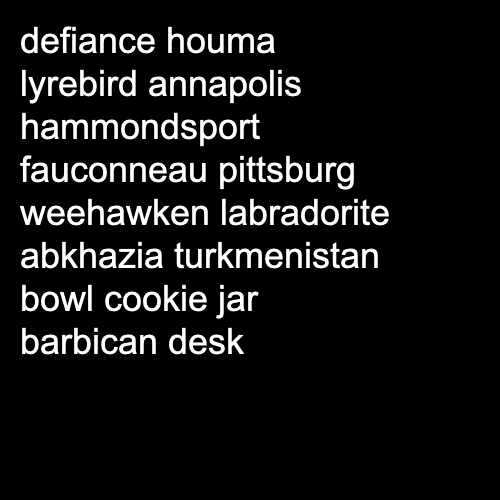 defiance houma
lyrebird annapolis
hammondsport
fauconneau pittsburg
weehawken labradorite
abkhazia turkmenistan
bowl cookie jar
barbican desk